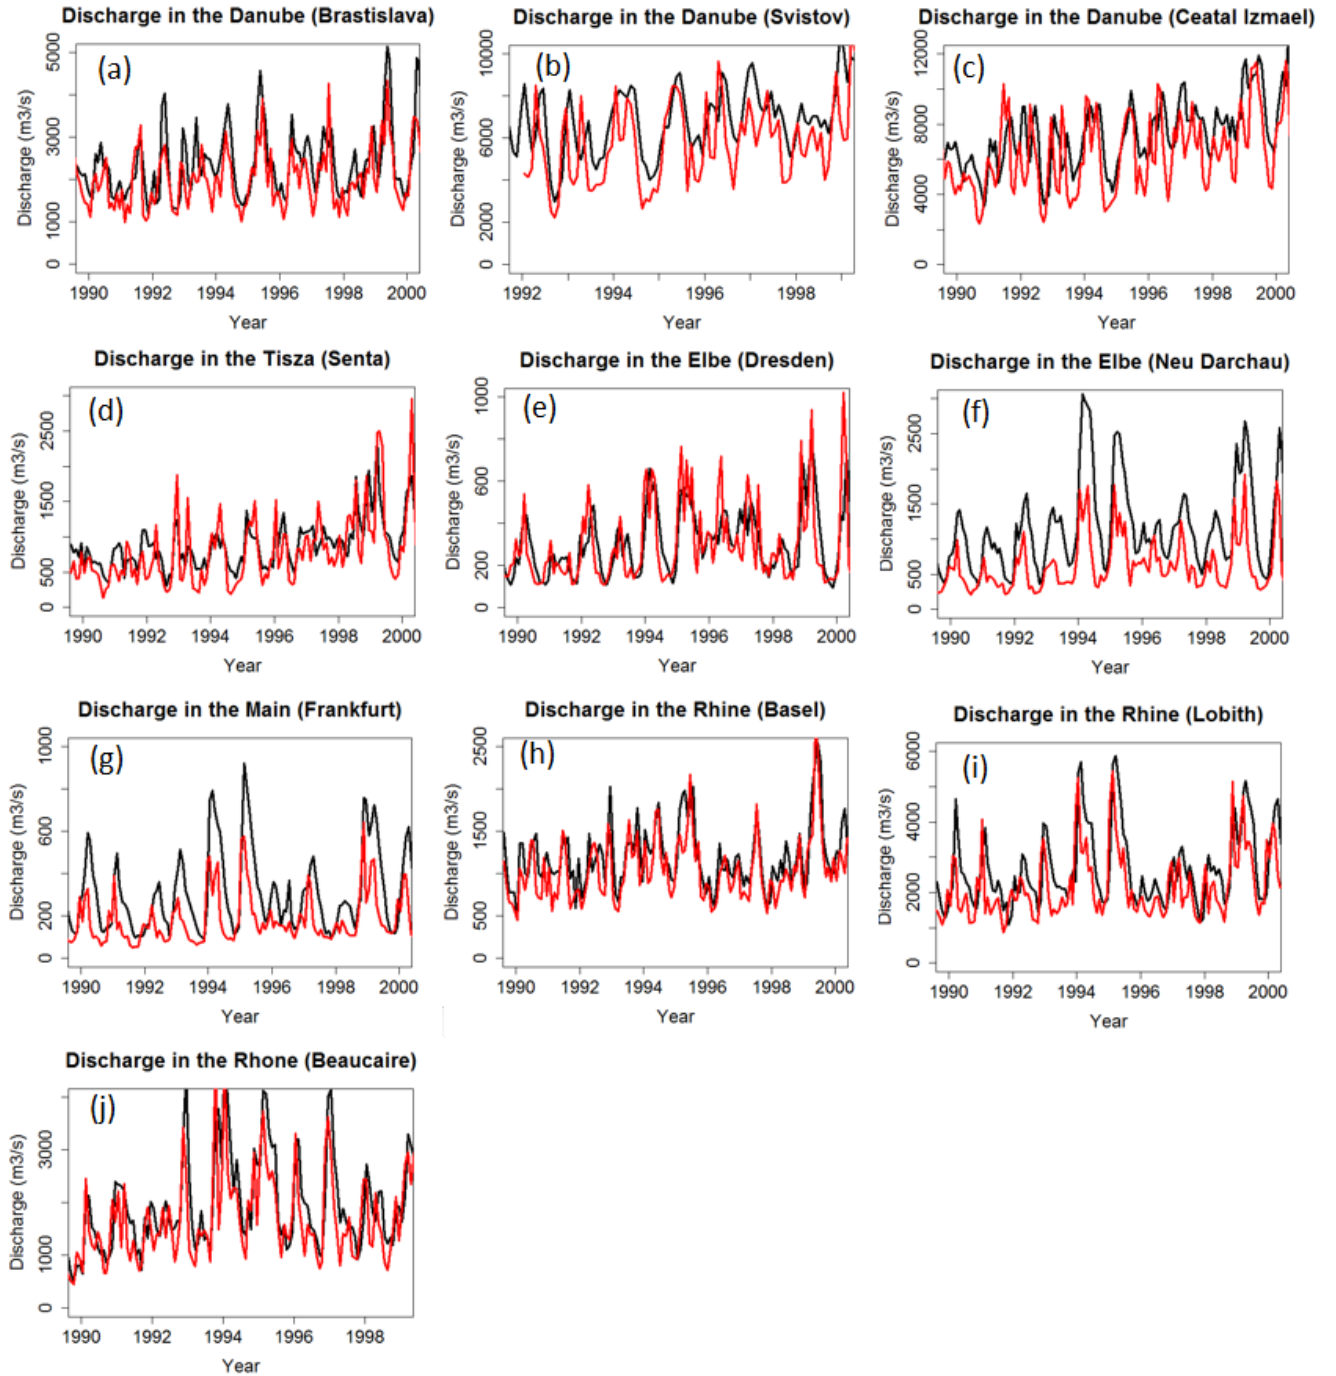 Discharge in the Danube (Brastislava)
(a)
Discharge (m3/s)
0 1000 3000 5000
1990 1992 1994 1996 1998 2000
Year
Discharge in the Danube (Svistov)
(b)
Discharge (m3/s)
0 2000 6000 10000
1992 1994 1996 1998
Year
Discharge in the Danube (Ceatal Izmael)
(c)
Discharge (m3/s)
0 4000 8000 12000
1990 1992 1994 1996 1998 2000
Year
Discharge in the Tisza (Senta)
(d)
Discharge (m3/s)
0 500 1500 2500
1990 1992 1994 1996 1998 2000
Year
Discharge in the Elbe (Dresden)
(e)
Discharge (m3/s)
0 200 600 1000
1990 1992 1994 1996 1998 2000
Year
Discharge in the Elbe (Neu Darchau)
(f)
Discharge (m3/s)
0 500 1500 2500
1990 1992 1994 1996 1998 2000
Year
Discharge in the Main (Frankfurt)
(g)
Discharge (m3/s)
0 200 600 1000
1990 1992 1994 1996 1998 2000
Year
Discharge in the Rhine (Basel)
(h)
Discharge (m3/s)
0 500 1500 2500
1990 1992 1994 1996 1998 2000
Year
Discharge in the Rhine (Lobith)
(i)
Discharge (m3/s)
0 2000 4000 6000
1990 1992 1994 1996 1998 2000
Year
Discharge in the Rhone (Beaucaire)
(j)
Discharge (m3/s)
0 1000 3000
1990 1992 1994 1996 1998
Year